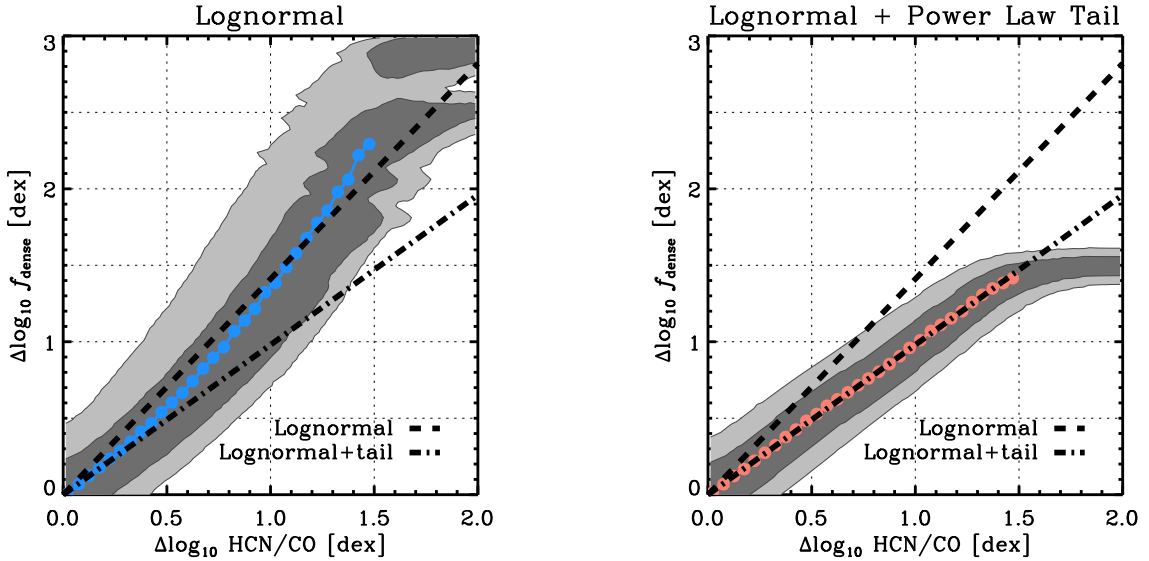 Lognormal
3
2
1
0
Δlog₁₀ f_dense [dex]
Lognormal
Lognormal+tail
0.0 0.5 1.0 1.5 2.0
Δlog₁₀ HCN/CO [dex]
Lognormal + Power Law Tail
3
2
1
0
Δlog₁₀ f_dense [dex]
Lognormal
Lognormal+tail
0.0 0.5 1.0 1.5 2.0
Δlog₁₀ HCN/CO [dex]